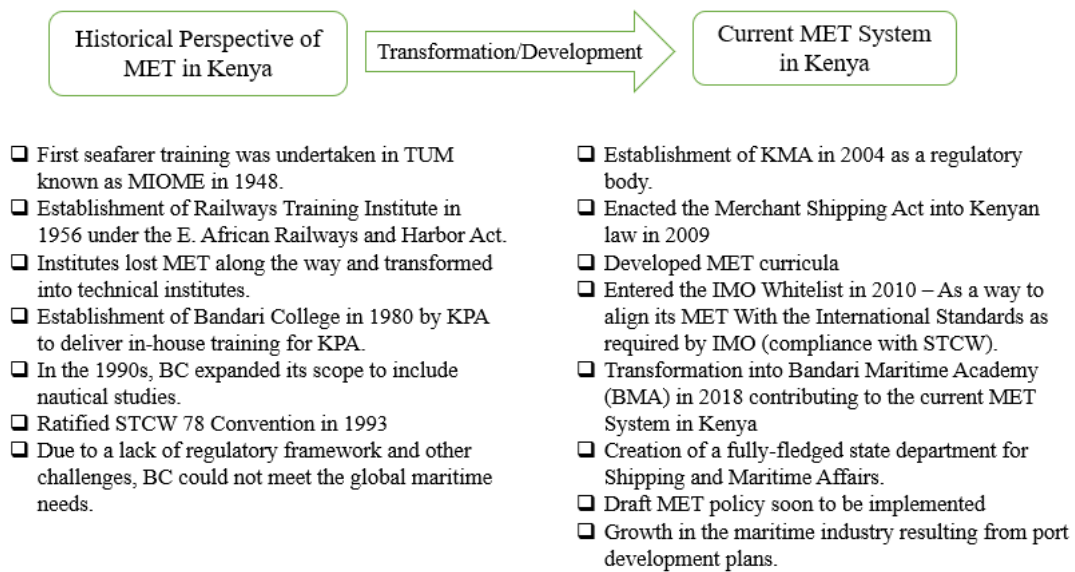 Historical Perspective of
MET in Kenya
Transformation/Development
Current MET System
in Kenya
❑ First seafarer training was undertaken in TUM
known as MIOME in 1948.
❑ Establishment of Railways Training Institute in
1956 under the E. African Railways and Harbor Act.
❑ Institutes lost MET along the way and transformed
into technical institutes.
❑ Establishment of Bandari College in 1980 by KPA
to deliver in-house training for KPA.
❑ In the 1990s, BC expanded its scope to include
nautical studies.
❑ Ratified STCW 78 Convention in 1993
❑ Due to a lack of regulatory framework and other
challenges, BC could not meet the global maritime
needs.
❑ Establishment of KMA in 2004 as a regulatory
body.
❑ Enacted the Merchant Shipping Act into Kenyan
law in 2009
❑ Developed MET curricula
❑ Entered the IMO Whitelist in 2010 – As a way to
align its MET With the International Standards as
required by IMO (compliance with STCW).
❑ Transformation into Bandari Maritime Academy
(BMA) in 2018 contributing to the current MET
System in Kenya
❑ Creation of a fully-fledged state department for
Shipping and Maritime Affairs.
❑ Draft MET policy soon to be implemented
❑ Growth in the maritime industry resulting from port
development plans.